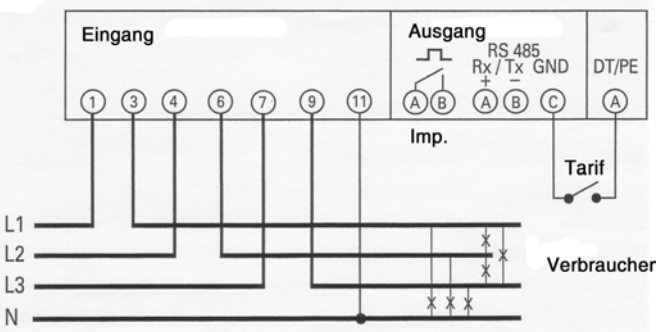 Eingang
Ausgang
RS 485
Rx / Tx GND
+ −
DT/PE
1 3 4 6 7 9 11
A B A B C A
Imp.
Tarif
L1
L2
L3
N
Verbraucher